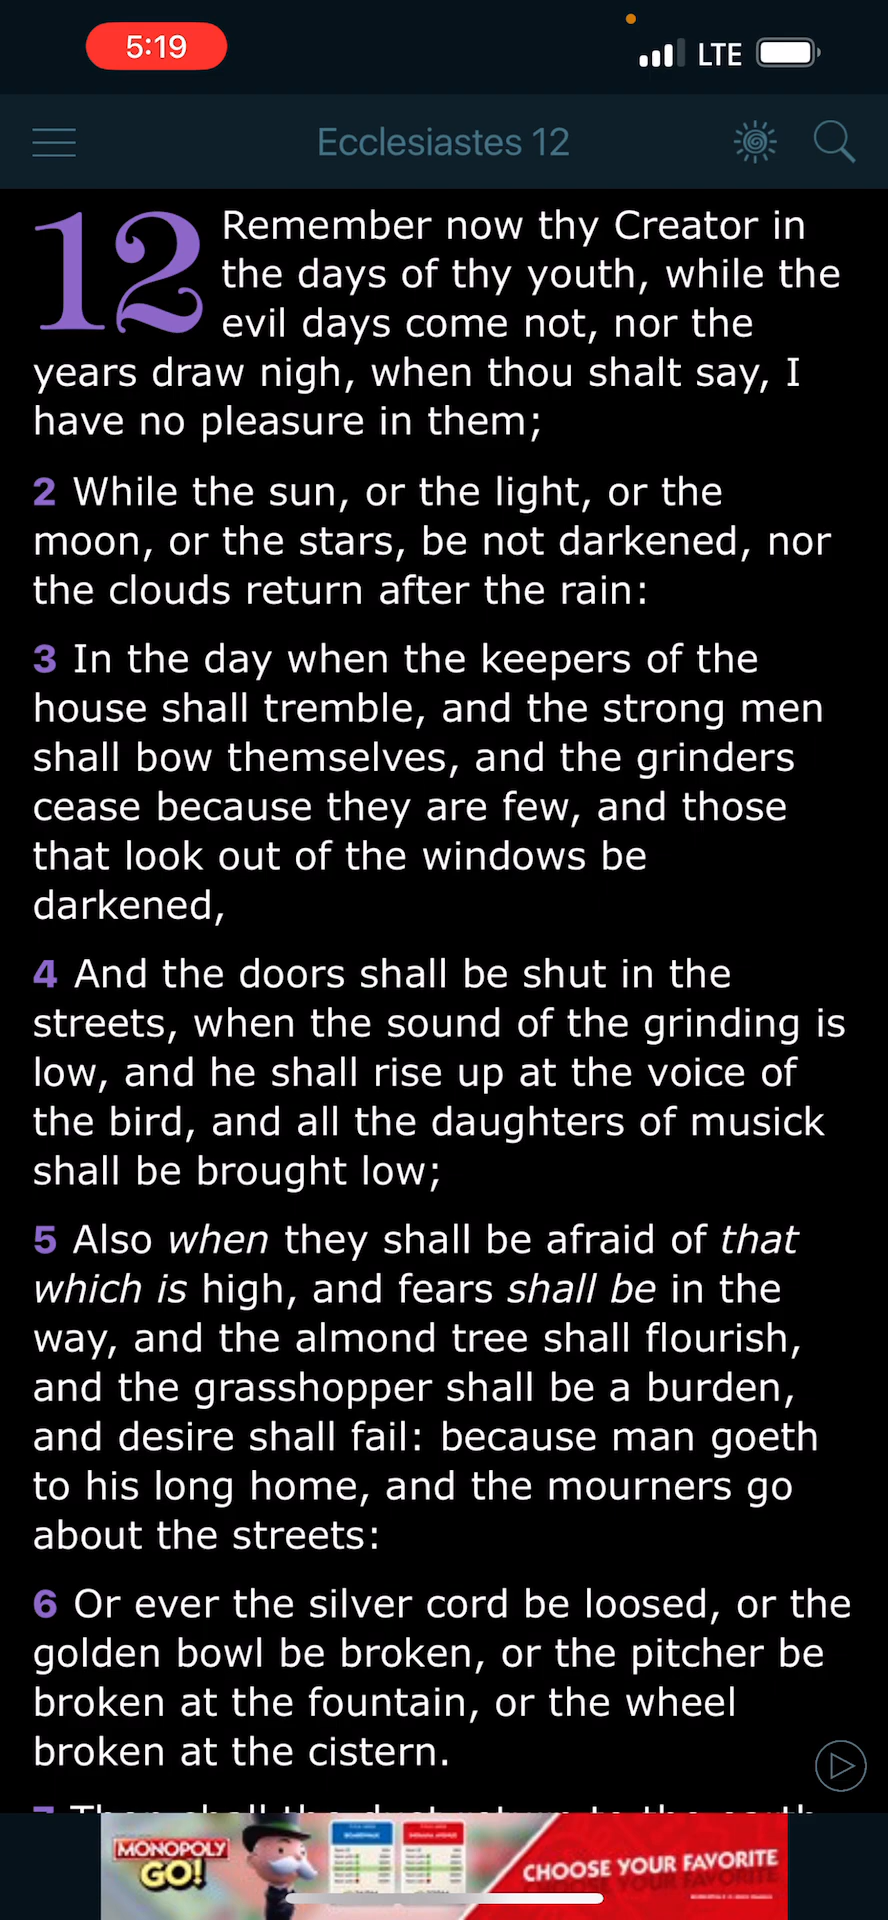 5:19
LTE
Ecclesiastes 12
12 Remember now thy Creator in
the days of thy youth, while the
evil days come not, nor the
years draw nigh, when thou shalt say, I
have no pleasure in them;
2 While the sun, or the light, or the
moon, or the stars, be not darkened, nor
the clouds return after the rain:
3 In the day when the keepers of the
house shall tremble, and the strong men
shall bow themselves, and the grinders
cease because they are few, and those
that look out of the windows be
darkened,
4 And the doors shall be shut in the
streets, when the sound of the grinding is
low, and he shall rise up at the voice of
the bird, and all the daughters of musick
shall be brought low;
5 Also when they shall be afraid of that
which is high, and fears shall be in the
way, and the almond tree shall flourish,
and the grasshopper shall be a burden,
and desire shall fail: because man goeth
to his long home, and the mourners go
about the streets:
6 Or ever the silver cord be loosed, or the
golden bowl be broken, or the pitcher be
broken at the fountain, or the wheel
broken at the cistern.
7 Then shall the dust return to the earth
MONOPOLY
GO!
CHOOSE YOUR FAVORITE